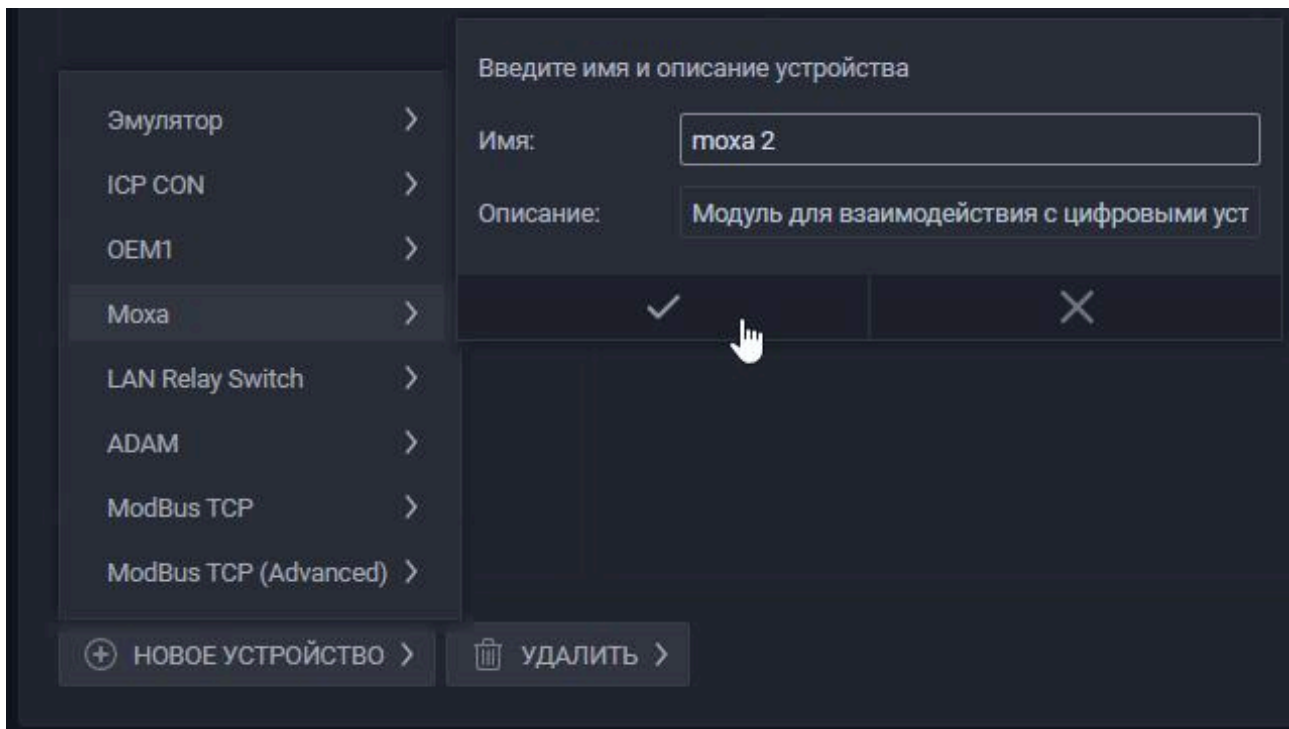 Введите имя и описание устройства
Имя:
moxa 2
Описание:
Модуль для взаимодействия с цифровыми уст
Эмулятор
ICP CON
OEM1
Moxa
LAN Relay Switch
ADAM
ModBus TCP
ModBus TCP (Advanced)
НОВОЕ УСТРОЙСТВО
УДАЛИТЬ